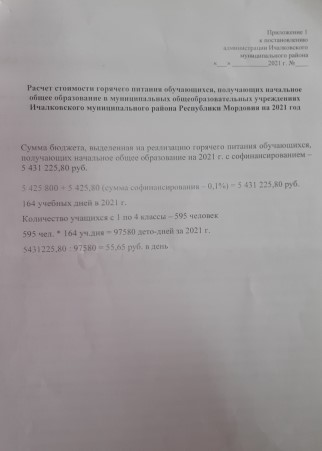 Приложение 1
к постановлению
администрации Ичалковского
муниципального района
«___»___________2021 г. №____
Расчет стоимости горячего питания обучающихся, получающих начальное
общее образование в муниципальных общеобразовательных учреждениях
Ичалковского муниципального района Республики Мордовия на 2021 год
Сумма бюджета, выделенная на реализацию горячего питания обучающихся,
получающих начальное общее образование на 2021 г. с софинансированием –
5 431 225,80 руб.
5 425 800 + 5 425,80 (сумма софинансирования – 0,1%) = 5 431 225,80 руб.
164 учебных дней в 2021 г.
Количество учащихся с 1 по 4 классы – 595 человек
595 чел. * 164 уч.дня = 97580 дето-дней за 2021 г.
5431225,80 : 97580 = 55,65 руб. в день